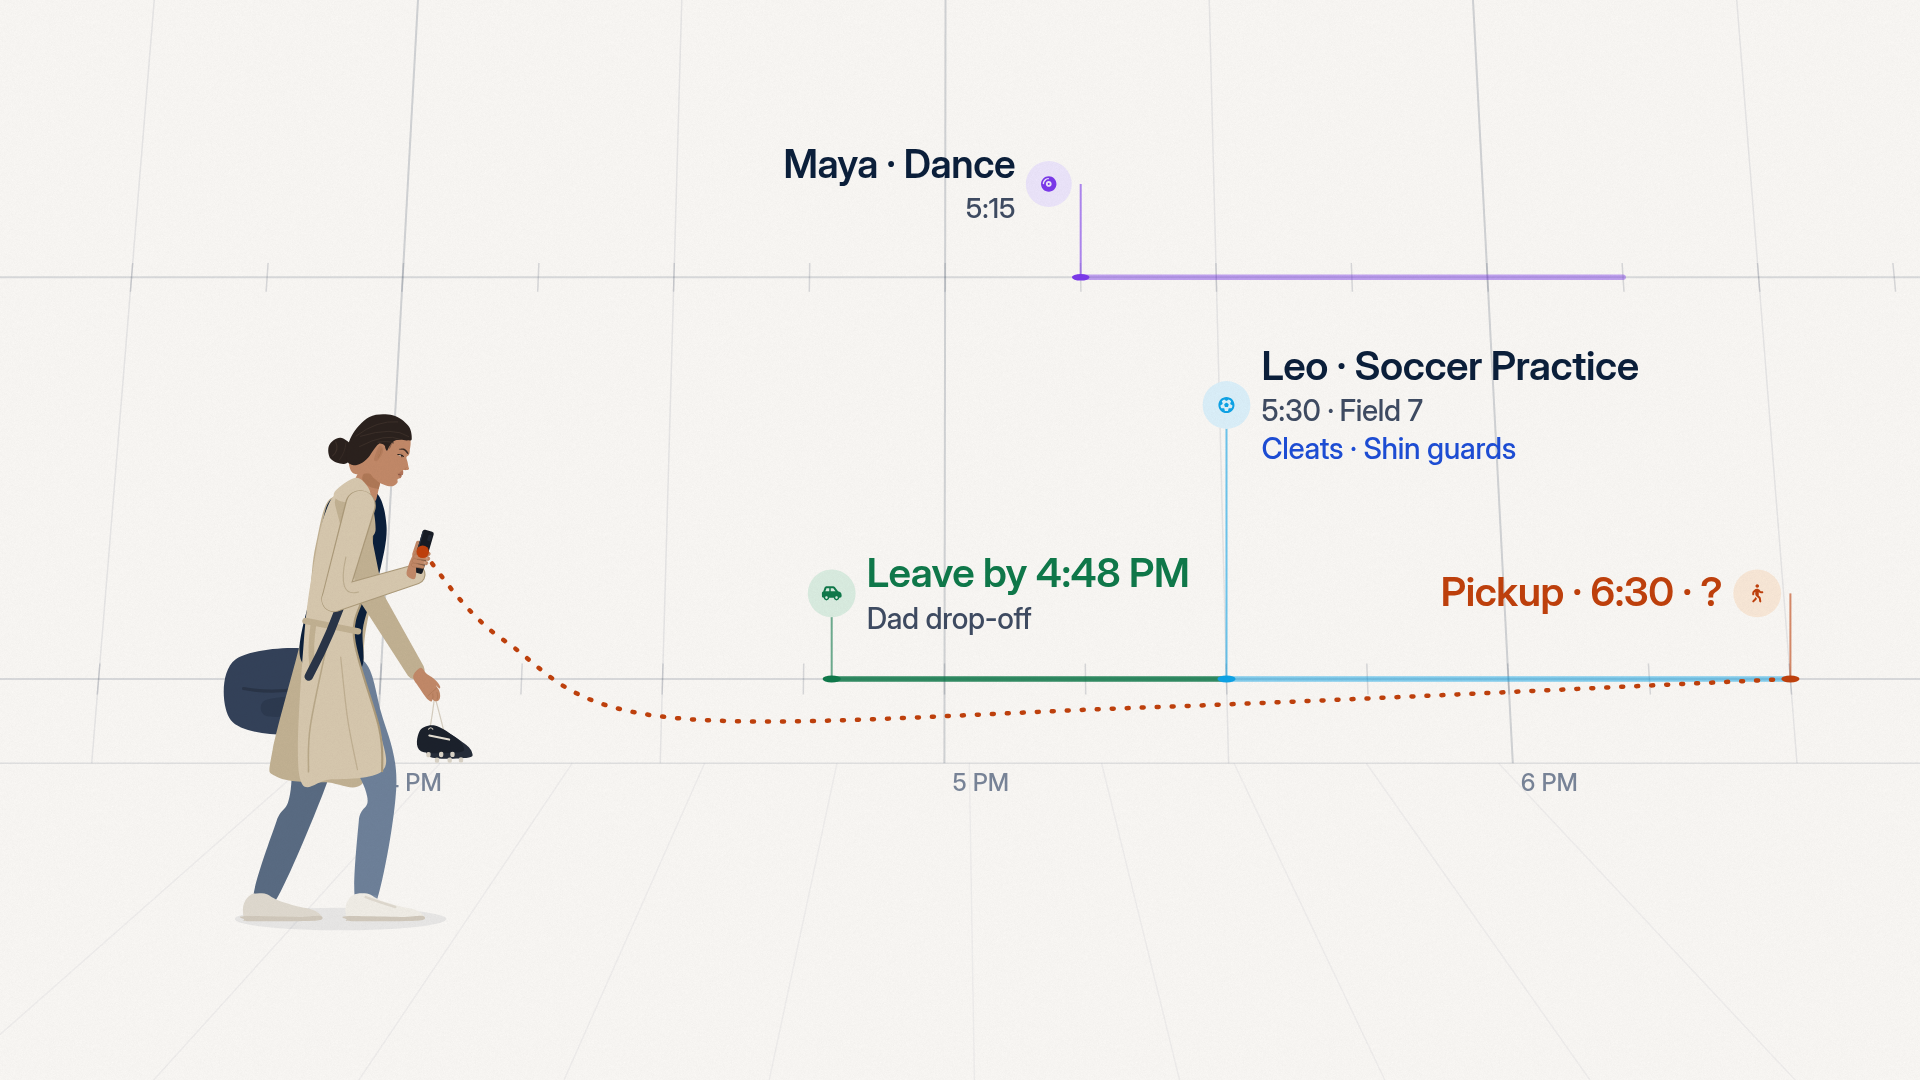 Maya · Dance
5:15
Leo · Soccer Practice
5:30 · Field 7
Cleats · Shin guards
Leave by 4:48 PM
Dad drop-off
Pickup · 6:30 · ?
PM
5 PM
6 PM